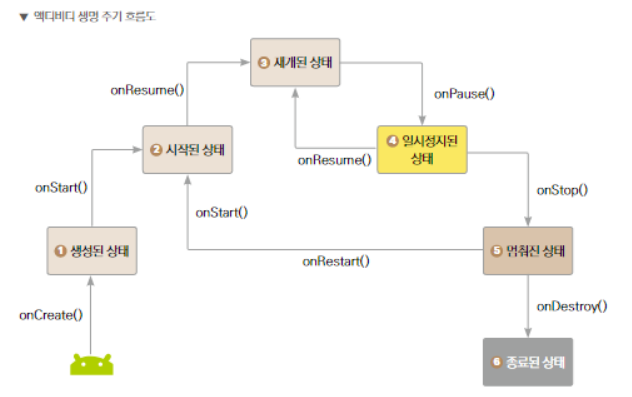 ▼ 액티비티 생명 주기 흐름도
③ 재개된 상태
onResume()
onPause()
② 시작된 상태
④ 일시정지된
상태
onResume()
onStart()
onStop()
onStart()
① 생성된 상태
⑤ 멈춰진 상태
onRestart()
onCreate()
onDestroy()
⑥ 종료된 상태